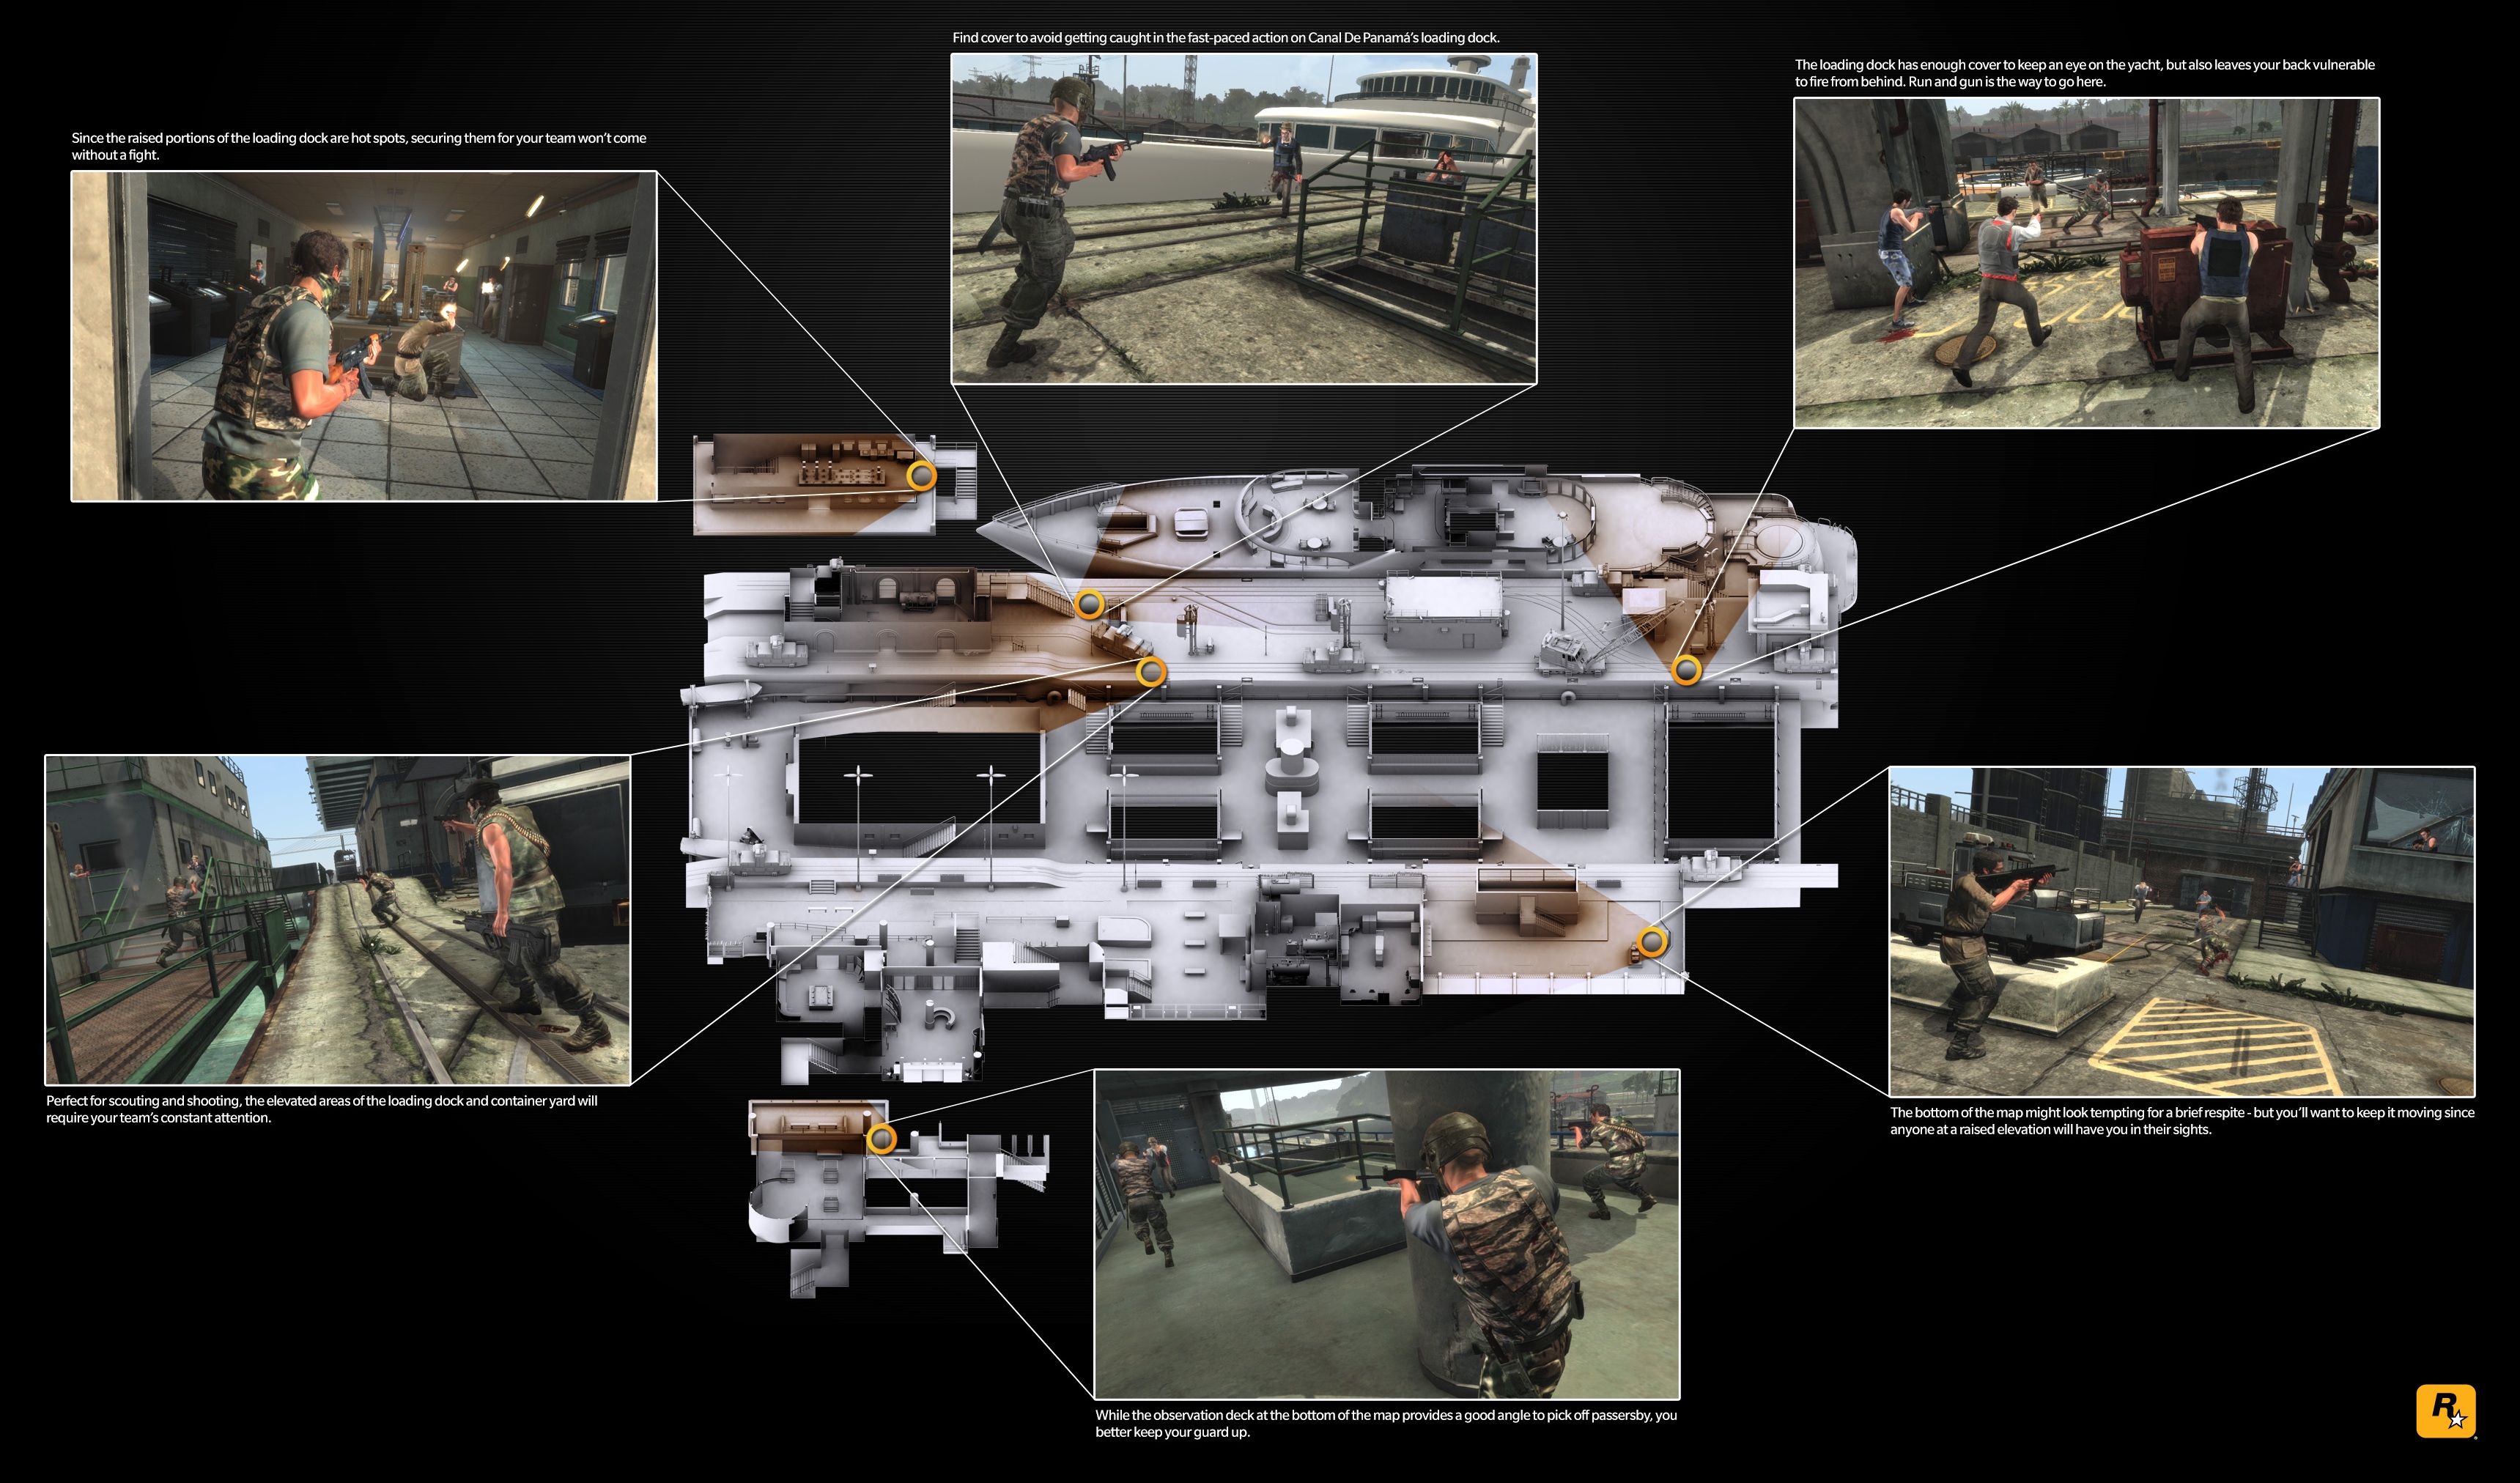 Find cover to avoid getting caught in the fast-paced action on Canal De Panamá's loading dock.
The loading dock has enough cover to keep an eye on the yacht, but also leaves your back vulnerable
to fire from behind. Run and gun is the way to go here.
Since the raised portions of the loading dock are hot spots, securing them for your team won't come
without a fight.
Perfect for scouting and shooting, the elevated areas of the loading dock and container yard will
require your team's constant attention.
The bottom of the map might look tempting for a brief respite - but you'll want to keep it moving since
anyone at a raised elevation will have you in their sights.
While the observation deck at the bottom of the map provides a good angle to pick off passersby, you
better keep your guard up.
R